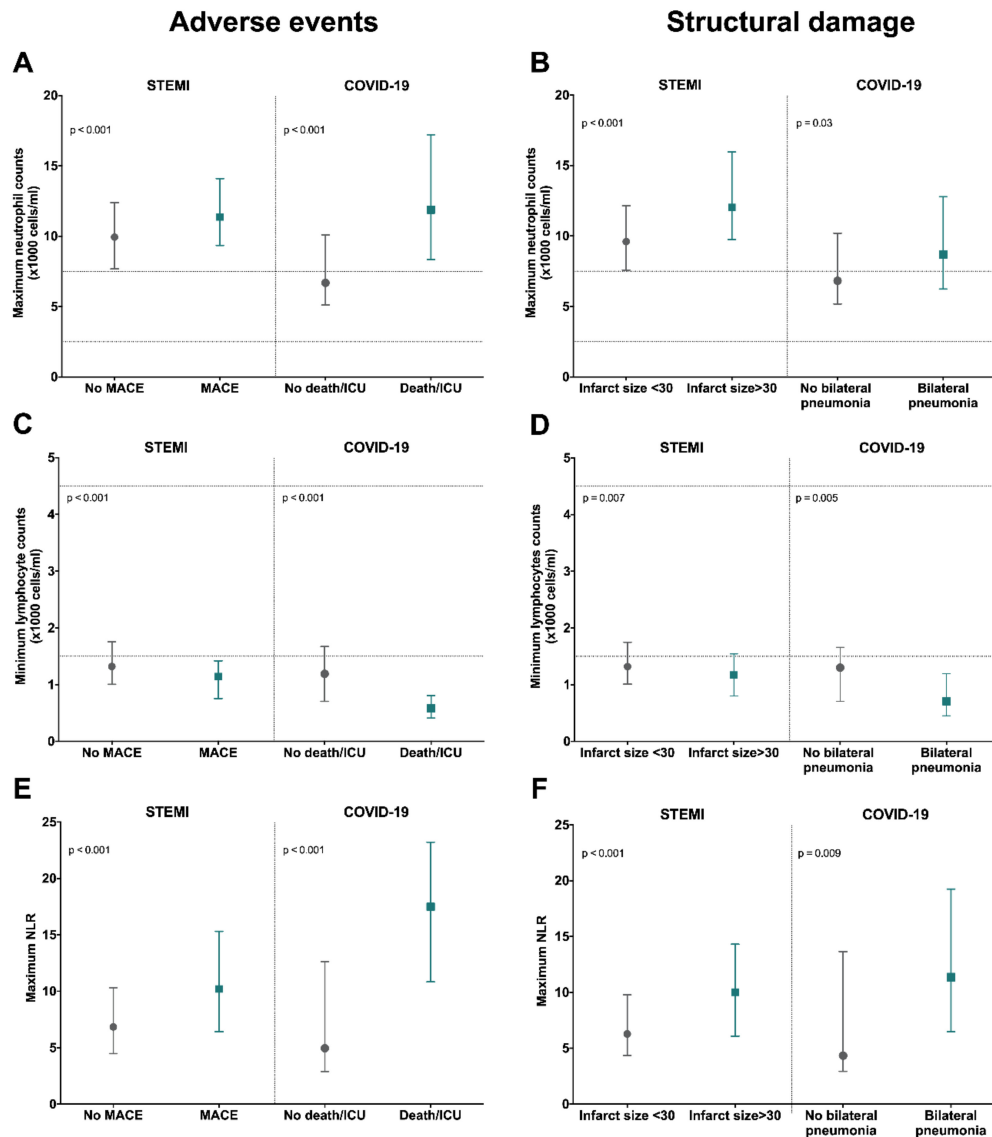 Adverse events
Structural damage
A
STEMI
COVID-19
Maximum neutrophil counts
(x1000 cells/ml)
20
15
10
5
0
p < 0.001
p < 0.001
No MACE
MACE
No death/ICU
Death/ICU
B
STEMI
COVID-19
Maximum neutrophil counts
(x1000 cells/ml)
20
15
10
5
0
p < 0.001
p = 0.03
Infarct size <30
Infarct size>30
No bilateral
pneumonia
Bilateral
pneumonia
C
STEMI
COVID-19
Minimum lymphocyte counts
(x1000 cells/ml)
5
4
3
2
1
0
p < 0.001
p < 0.001
No MACE
MACE
No death/ICU
Death/ICU
D
STEMI
COVID-19
Minimum lymphocytes counts
(x1000 cells/ml)
5
4
3
2
1
0
p = 0.007
p = 0.005
Infarct size <30
Infarct size>30
No bilateral
pneumonia
Bilateral
pneumonia
E
STEMI
COVID-19
Maximum NLR
25
20
15
10
5
0
p < 0.001
p < 0.001
No MACE
MACE
No death/ICU
Death/ICU
F
STEMI
COVID-19
Maximum NLR
25
20
15
10
5
0
p < 0.001
p = 0.009
Infarct size <30
Infarct size>30
No bilateral
pneumonia
Bilateral
pneumonia